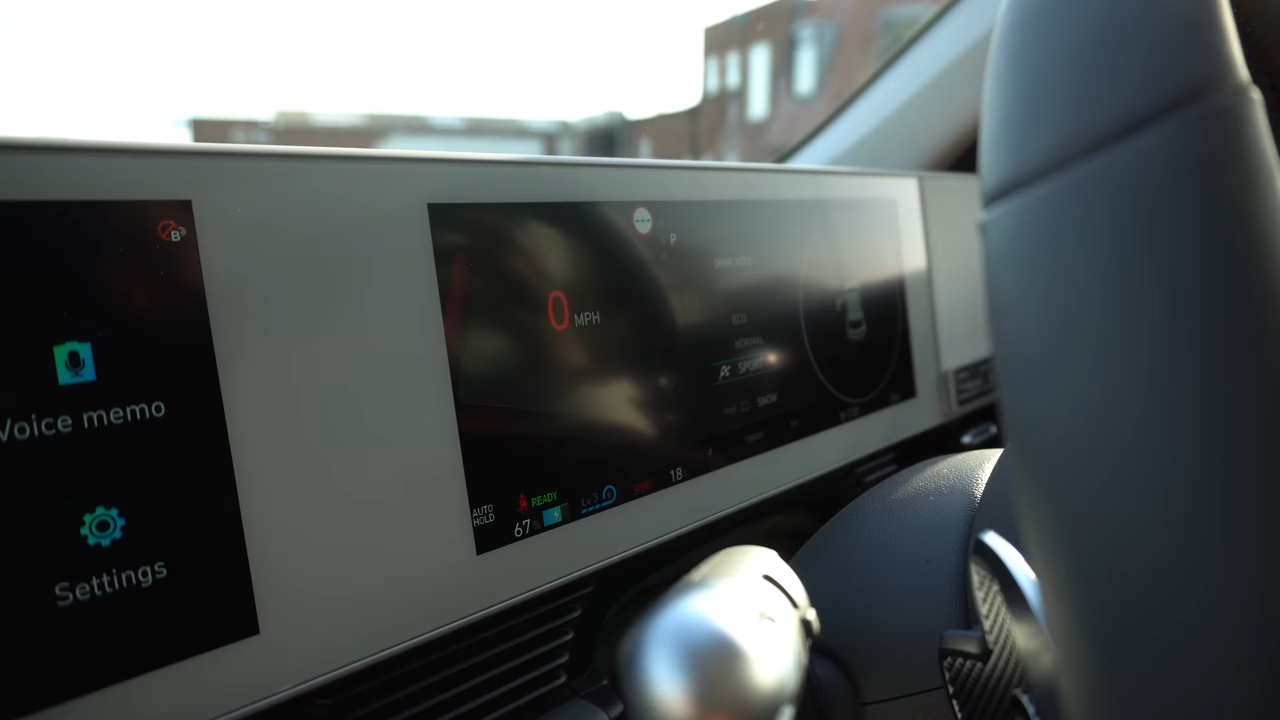 B
Voice memo
Settings
P
0 MPH
DRIVE MODE
ECO
NORMAL
SPORT
SNOW
AUTO
HOLD
READY
67%
Lv 3
SPORT
18